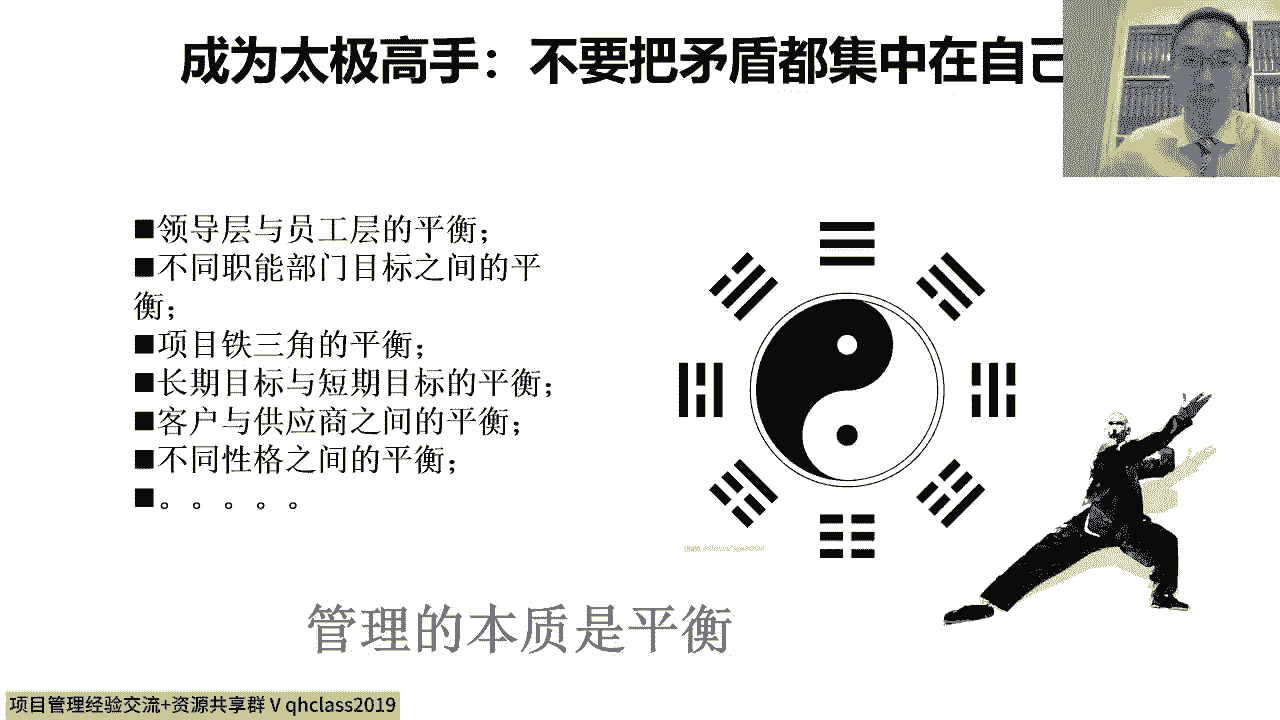 成为太极高手：不要把矛盾都集中在自己
■领导层与员工层的平衡；
■不同职能部门目标之间的平
衡；
■项目铁三角的平衡；
■长期目标与短期目标的平衡；
■客户与供应商之间的平衡；
■不同性格之间的平衡；
■。。。。。
管理的本质是平衡
项目管理经验交流+资源共享群 V qhclass2019